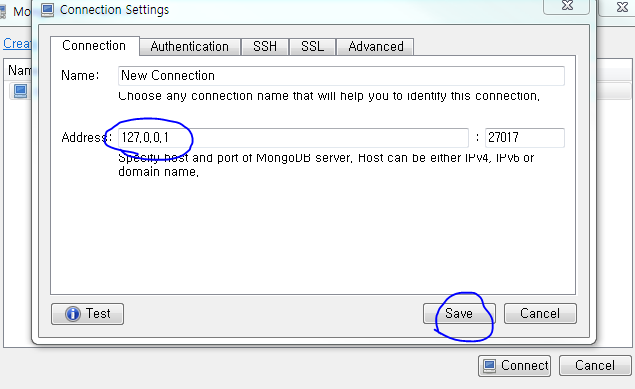 Mo
Connection Settings
Creat
Nam
Connection
Authentication
SSH
SSL
Advanced
Name:
New Connection
Choose any connection name that will help you to identify this connection.
Address:
127.0.0.1
:
27017
Specify host and port of MongoDB server. Host can be either IPv4, IPv6 or
domain name.
Test
Save
Cancel
Connect
Cancel